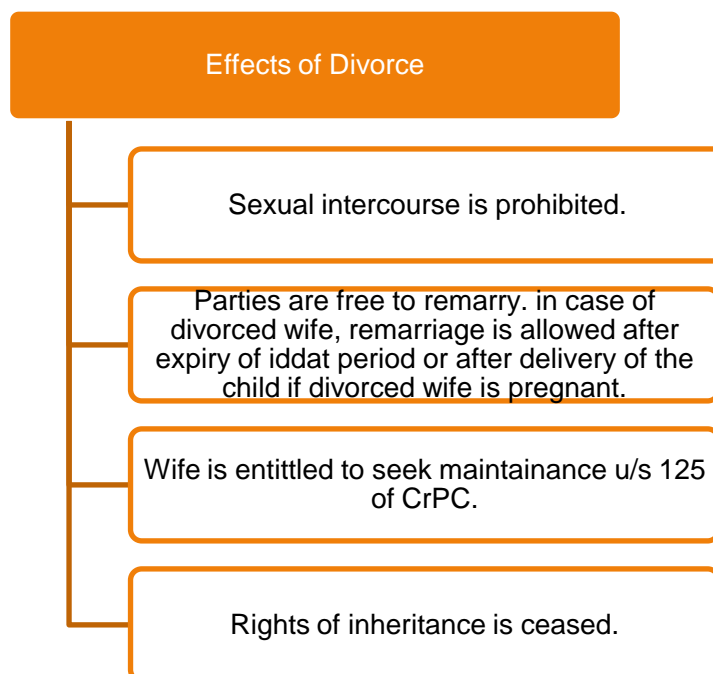 Effects of Divorce
Sexual intercourse is prohibited.
Parties are free to remarry. in case of
divorced wife, remarriage is allowed after
expiry of iddat period or after delivery of the
child if divorced wife is pregnant.
Wife is entittled to seek maintainance u/s 125
of CrPC.
Rights of inheritance is ceased.